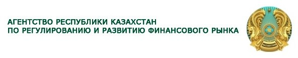 АГЕНТСТВО РЕСПУБЛИКИ КАЗАХСТАН
ПО РЕГУЛИРОВАНИЮ И РАЗВИТИЮ ФИНАНСОВОГО РЫНКА